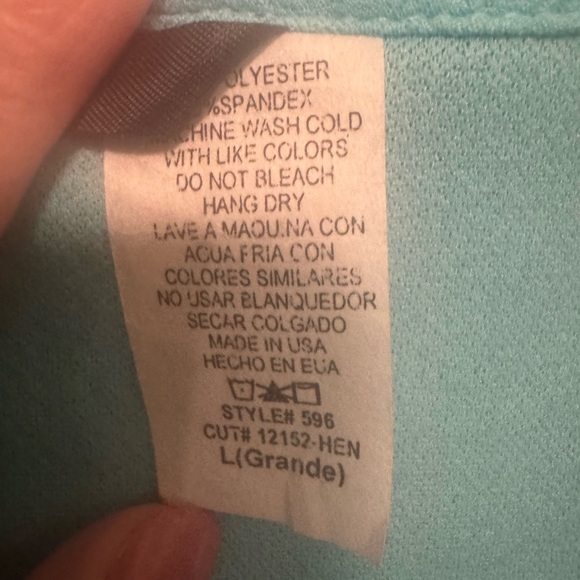 OLYESTER
%SPANDEX
CHINE WASH COLD
WITH LIKE COLORS
DO NOT BLEACH
HANG DRY
LAVE A MAQUINA CON
AGUA FRIA CON
COLORES SIMILARES
NO USAR BLANQUEDOR
SECAR COLGADO
MADE IN USA
HECHO EN EUA
STYLE# 596
CUT# 12152-HEN
L(Grande)